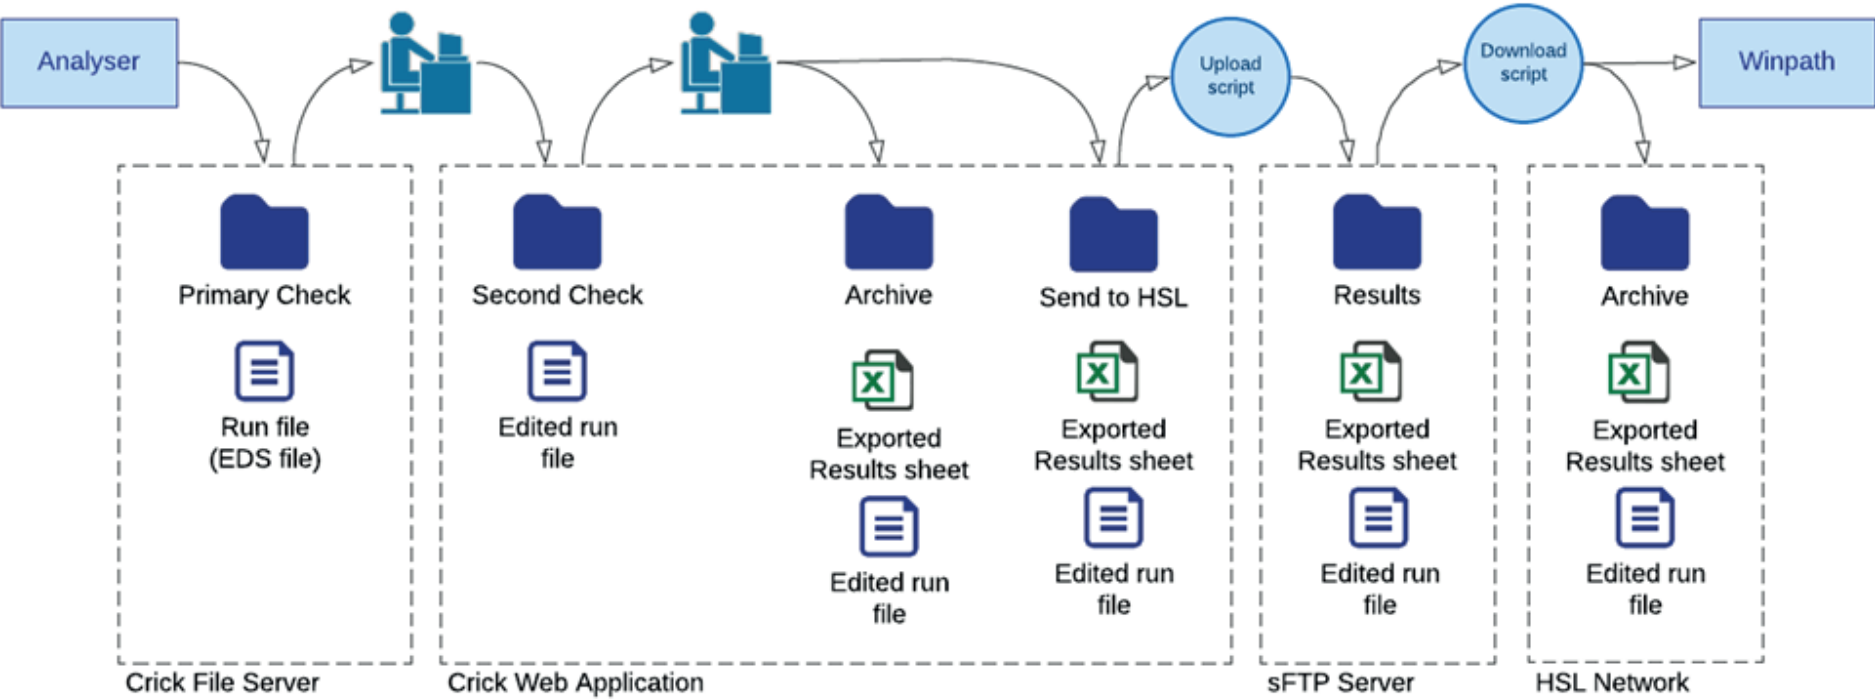 Analyser
Upload
script
Download
script
Winpath
Primary Check
Second Check
Archive
Send to HSL
Results
Archive
Run file
(EDS file)
Edited run
file
Exported
Results sheet
Edited run
file
Exported
Results sheet
Edited run
file
Exported
Results sheet
Edited run
file
Exported
Results sheet
Edited run
file
Crick File Server
Crick Web Application
sFTP Server
HSL Network